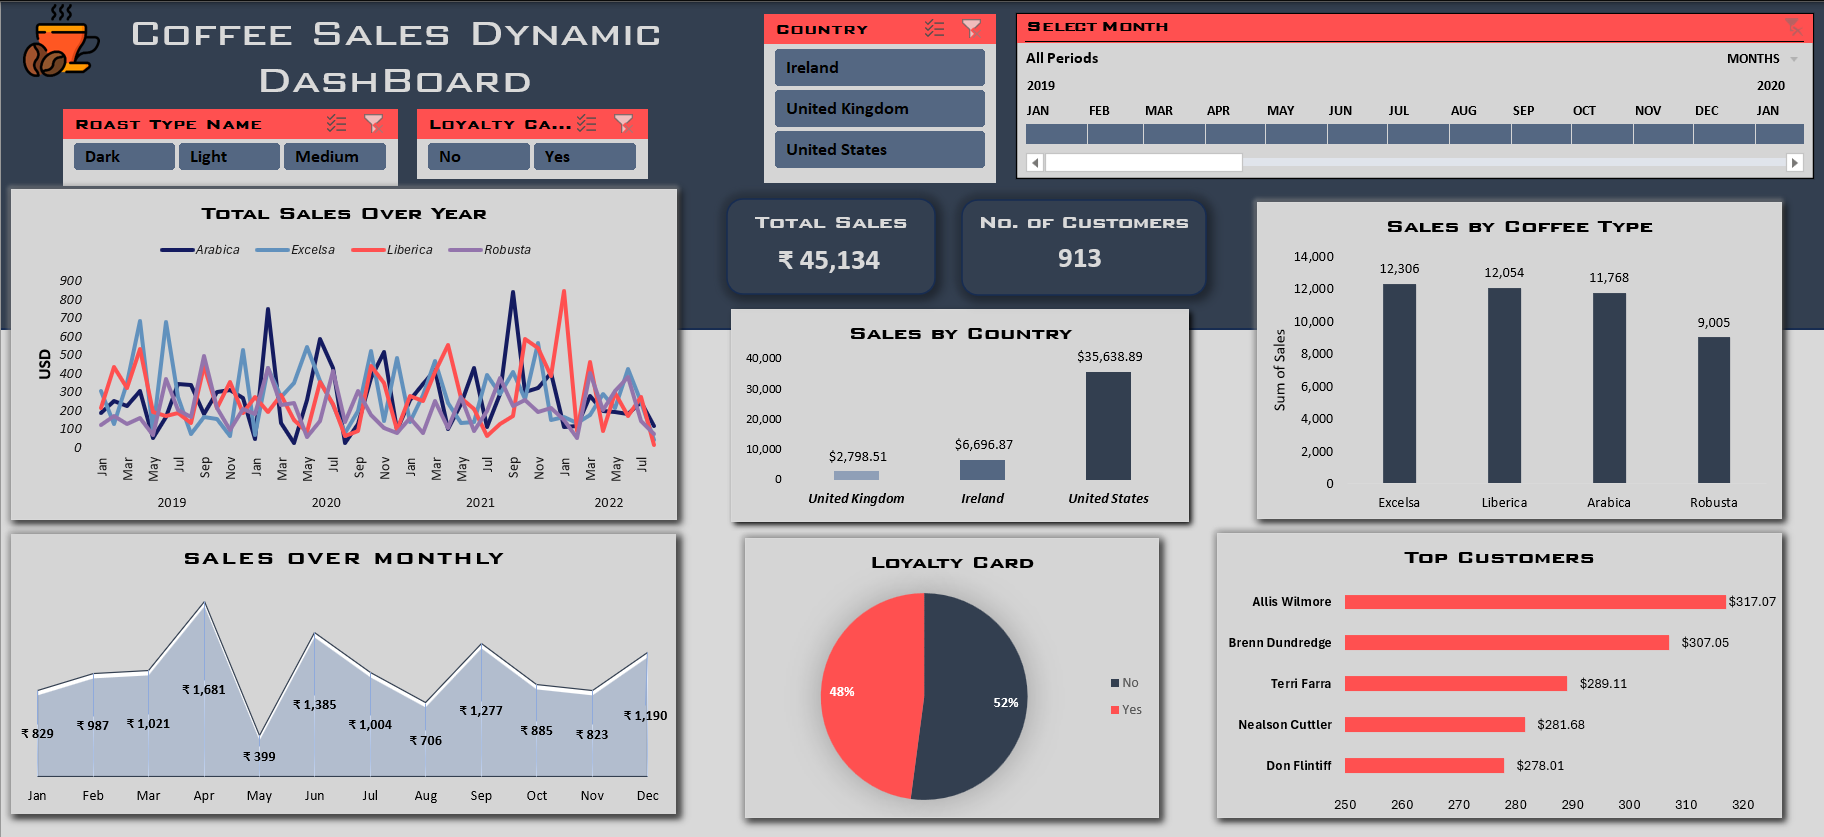 Coffee Sales Dynamic
DashBoard
Roast Type Name
Dark Light Medium
Loyalty Ca...
No Yes
Country
Ireland
United Kingdom
United States
Select Month
All Periods
MONTHS
2019 2020
JAN FEB MAR APR MAY JUN JUL AUG SEP OCT NOV DEC JAN
Total Sales Over Year
Arabica Excelsa Liberica Robusta
USD
900
800
700
600
500
400
300
200
100
0
Jan Mar May Jul Sep Nov Jan Mar May Jul Sep Nov Jan Mar May Jul Sep Nov Jan Mar May Jul
2019 2020 2021 2022
Total Sales
₹ 45,134
No. of Customers
913
Sales by Country
40,000
30,000
20,000
10,000
0
$2,798.51
$6,696.87
$35,638.89
United Kingdom Ireland United States
Sales by Coffee Type
Sum of Sales
14,000
12,000
10,000
8,000
6,000
4,000
2,000
0
12,306
12,054
11,768
9,005
Excelsa Liberica Arabica Robusta
Sales over Monthly
₹ 829
₹ 987
₹ 1,021
₹ 1,681
₹ 399
₹ 1,385
₹ 1,004
₹ 706
₹ 1,277
₹ 885
₹ 823
₹ 1,190
Jan Feb Mar Apr May Jun Jul Aug Sep Oct Nov Dec
Loyalty Card
48%
52%
No
Yes
Top Customers
Allis Wilmore $317.07
Brenn Dundredge $307.05
Terri Farra $289.11
Nealson Cuttler $281.68
Don Flintiff $278.01
250 260 270 280 290 300 310 320